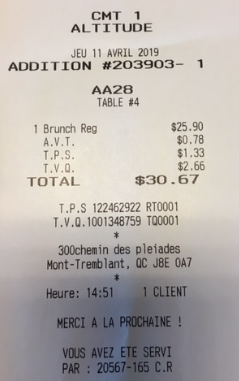 CMT 1
ALTITUDE
JEU 11 AVRIL 2019
ADDITION #203903- 1
AA28
TABLE #4
1 Brunch Reg $25.90
A.V.T. $0.78
T.P.S. $1.33
T.V.Q. $2.66
TOTAL $30.67
T.P.S 122462922 RT0001
T.V.Q.1001348759 TQ0001
*
300chemin des pleiades
Mont-Tremblant, QC J8E 0A7
*
Heure: 14:51 1 CLIENT
MERCI A LA PROCHAINE !
VOUS AVEZ ETE SERVI
PAR : 20567-165 C.R